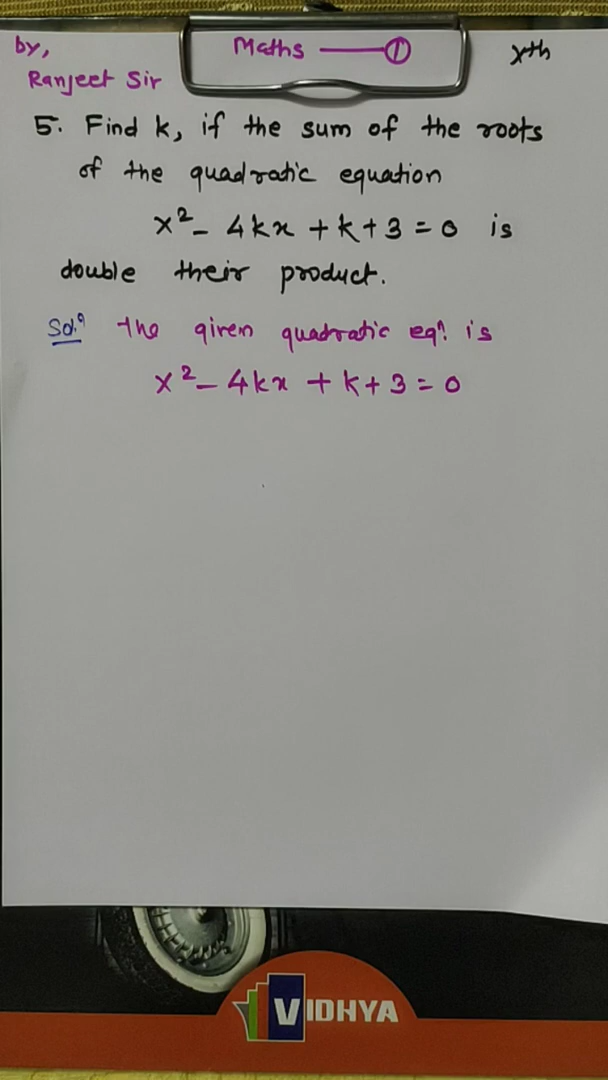 by,
Maths — 1
Xth
Ranjeet Sir
5. Find k, if the sum of the roots
of the quadratic equation
x² - 4kx + k + 3 = 0 is
double their product.
Solⁿ The given quadratic eqⁿ is
x² - 4kx + k + 3 = 0
VIDHYA